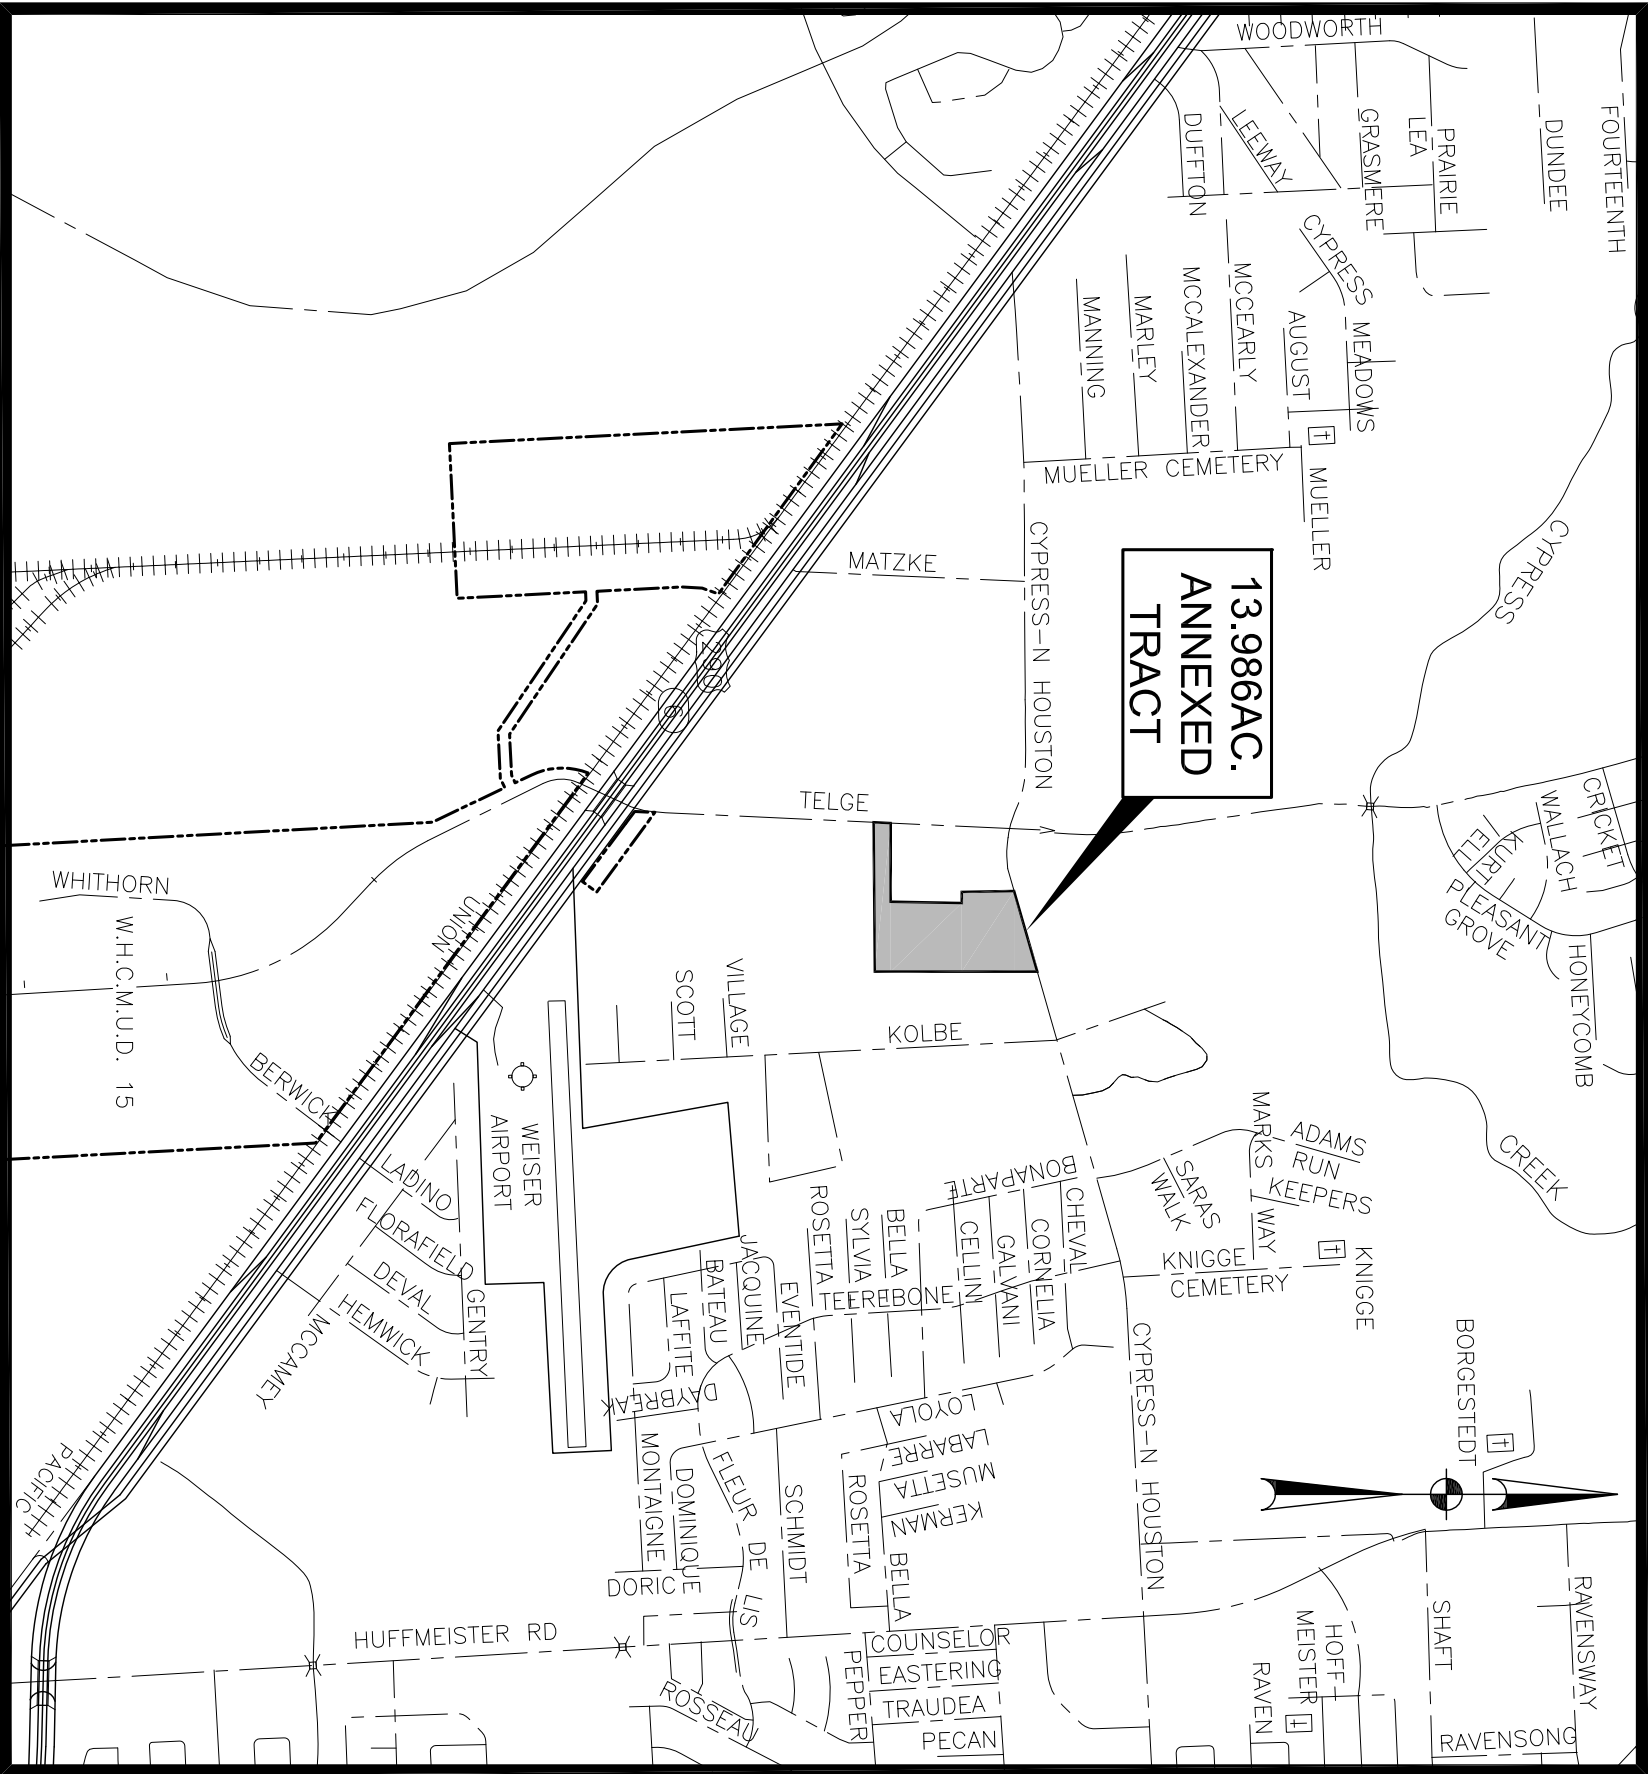 WOODWORTH
DUFFTON
LEEWAY
GRASMERE
LEA
PRAIRIE
DUNDEE
FOURTEENTH
CYPRESS MEADOWS
MANNING
MARLEY
MCCALEXANDER
MCCEARLY
AUGUST
MUELLER CEMETERY
MUELLER
CYPRESS
MATZKE
CYPRESS-N HOUSTON
13.986AC.
ANNEXED
TRACT
290
6
TELGE
CRICKET
WALLACH
KURT
ELF
PLEASANT
GROVE
HONEYCOMB
WHITHORN
W.H.C.M.U.D. 15
UNION
BERWICK
SCOTT
VILLAGE
KOLBE
WEISER
AIRPORT
LADINO
FLORAFIELD
DEVAL
HEMWICK
GENTRY
MCCAMEY
BONAPARTE
CHEVAL
CORNELIA
GALVANI
CELLINI
BELLA
SYLVIA
ROSETTA
TERREBONE
EVENTIDE
JACQUINE
BATEAU
LAFFITE
MARKS WAY
ADAMS
RUN
KEEPERS
SARAS
WALK
KNIGGE
CEMETERY
KNIGGE
CREEK
BORGESTEDT
CYPRESS-N HOUSTON
DAYBREAK
LOYOLA
LABARRE
MUSETTA
KERMAN
MONTAIGNE
DOMINIQUE
FLEUR DE LIS
SCHMIDT
ROSETTA
BELLA
DORIC
PACIFIC
HUFFMEISTER RD
ROSSEAU
PEPPER
COUNSELOR
EASTERING
TRAUDEA
PECAN
RAVEN
HOFF
MEISTER
SHAFT
RAVENSWAY
RAVENSONG